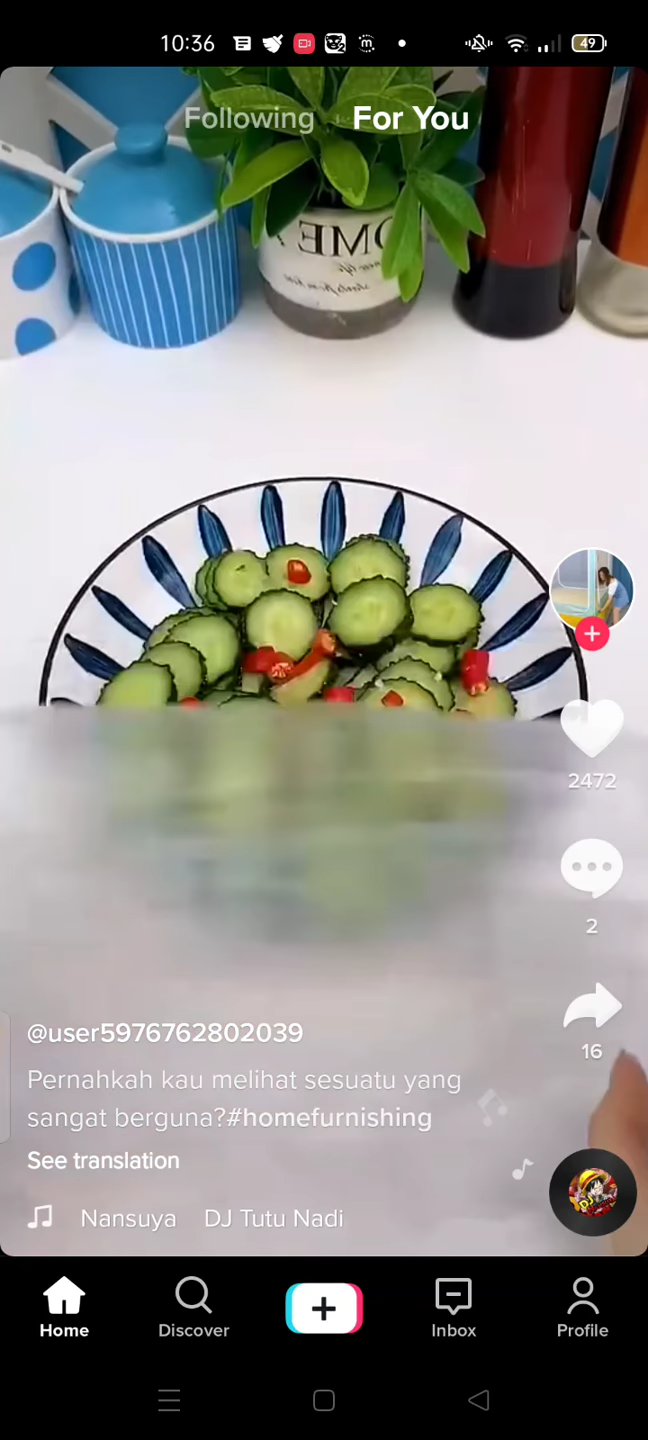 10:36
49
Following For You
2472
2
16
@user5976762802039
Pernahkah kau melihat sesuatu yang
sangat berguna?#homefurnishing
See translation
Nansuya DJ Tutu Nadi
Home Discover Inbox Profile